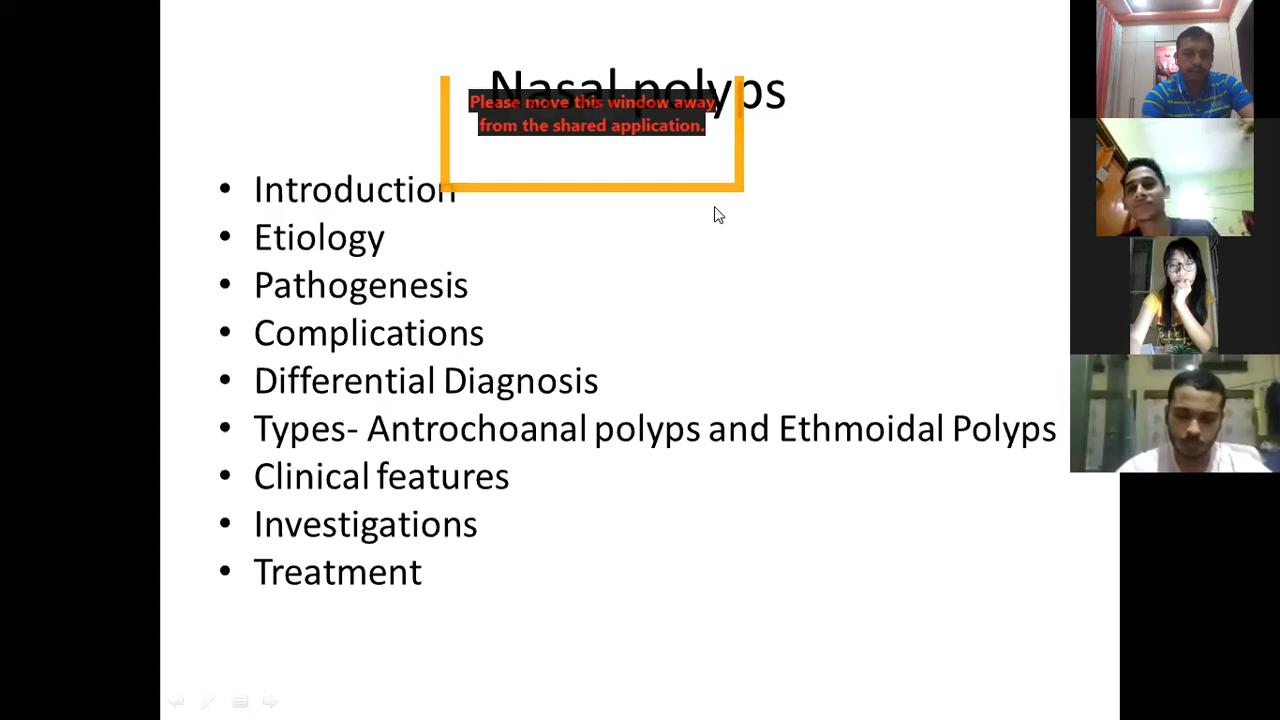 Nasal polyps
Please move this window away
from the shared application.
• Introduction
• Etiology
• Pathogenesis
• Complications
• Differential Diagnosis
• Types- Antrochoanal polyps and Ethmoidal Polyps
• Clinical features
• Investigations
• Treatment